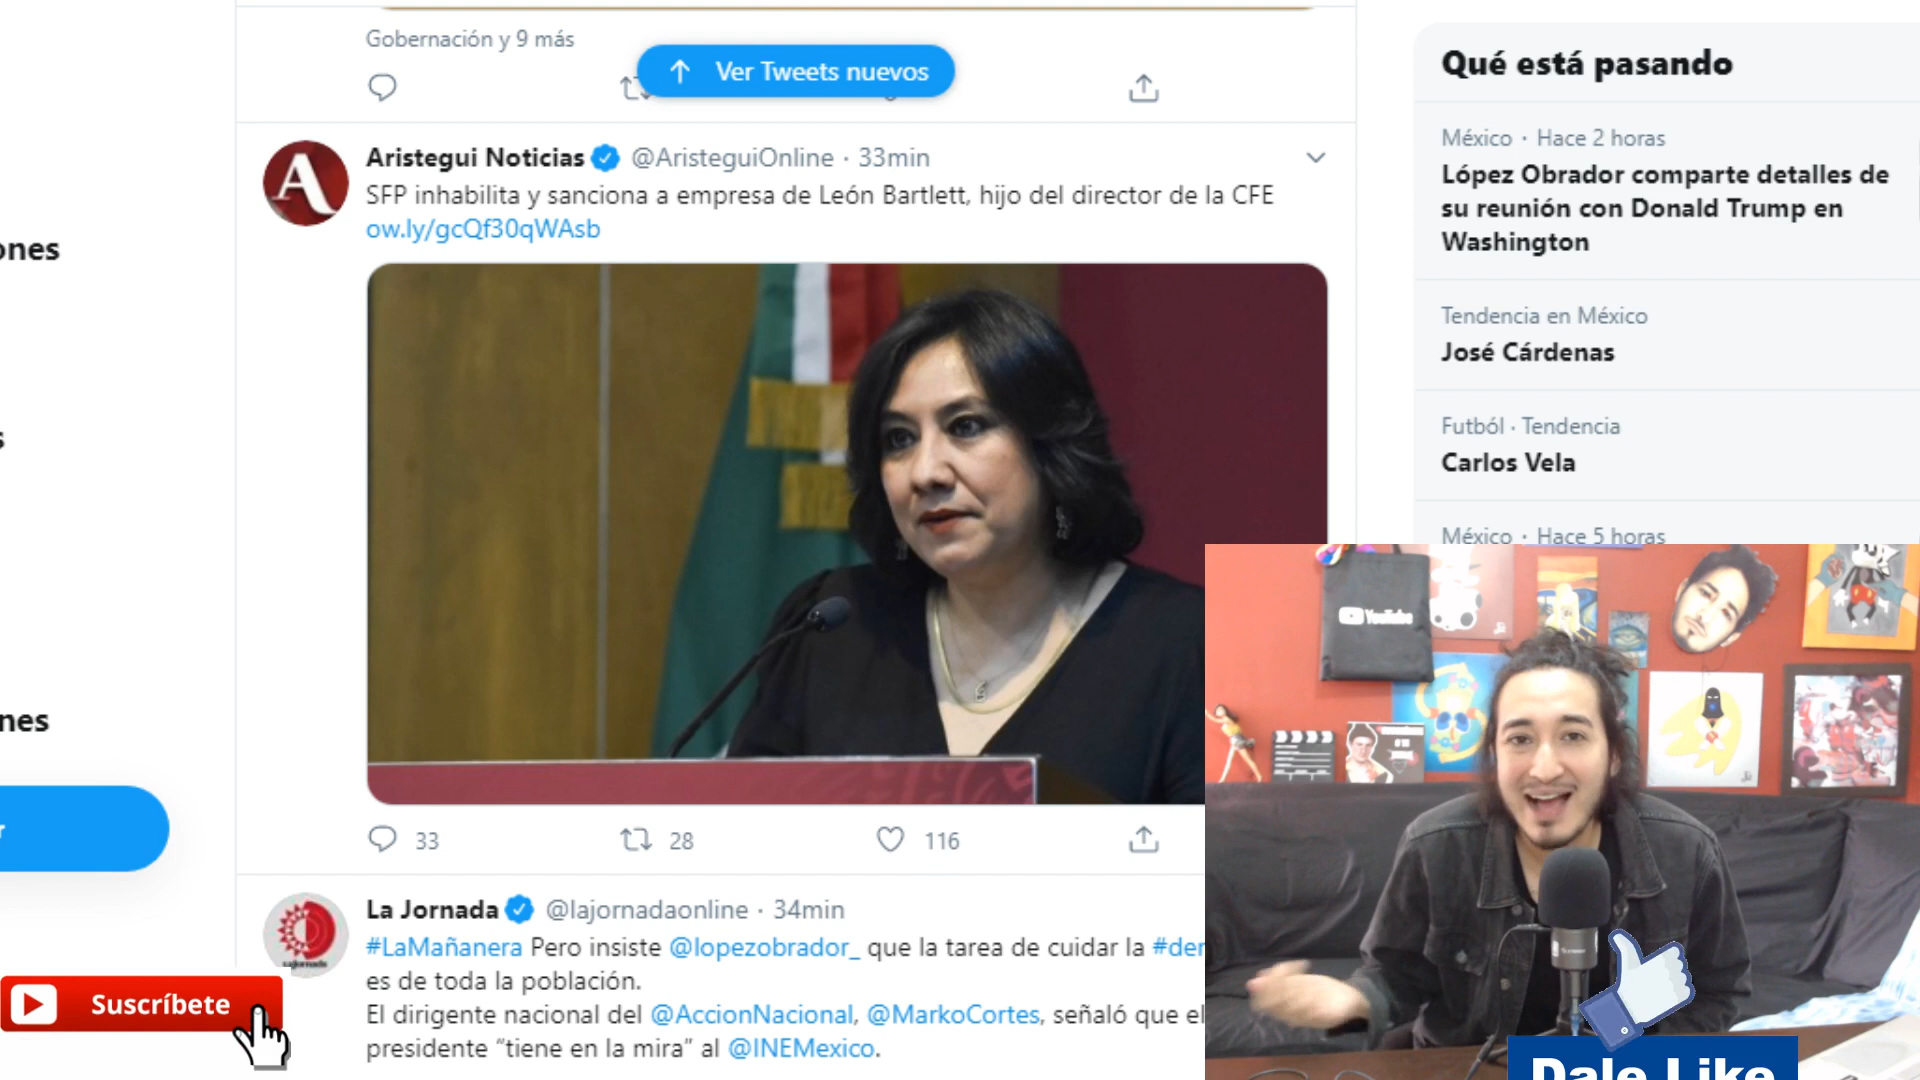 Gobernación y 9 más
Ver Tweets nuevos
Aristegui Noticias @AristeguiOnline · 33min
SFP inhabilita y sanciona a empresa de León Bartlett, hijo del director de la CFE
ow.ly/gcQf30qWAsb
33 28 116
La Jornada @lajornadaonline · 34min
#LaMañanera Pero insiste @lopezobrador_ que la tarea de cuidar la #der
es de toda la población.
El dirigente nacional del @AccionNacional, @MarkoCortes, señaló que el
presidente “tiene en la mira” al @INEMexico.
ones
s
nes
r
Suscríbete
Qué está pasando
México · Hace 2 horas
López Obrador comparte detalles de
su reunión con Donald Trump en
Washington
Tendencia en México
José Cárdenas
Futból · Tendencia
Carlos Vela
México · Hace 5 horas
YouTube
Dale Like